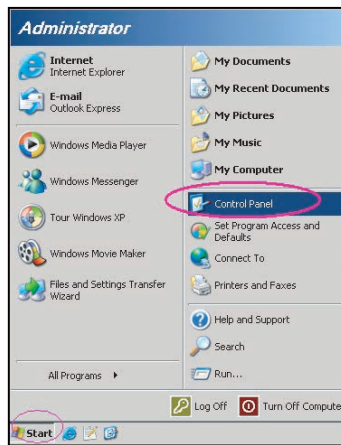 Administrator
Internet
Internet Explorer
E-mail
Outlook Express
Windows Media Player
Windows Messenger
Tour Windows XP
Windows Movie Maker
Files and Settings Transfer
Wizard
All Programs
My Documents
My Recent Documents
My Pictures
My Music
My Computer
Control Panel
Set Program Access and
Defaults
Connect To
Printers and Faxes
Help and Support
Search
Run...
Log Off
Turn Off Compute
Start